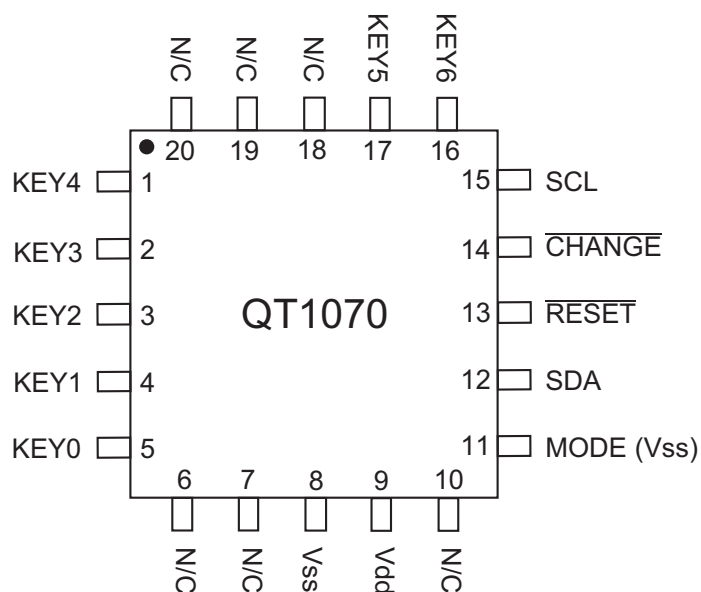 N/C N/C N/C KEY5 KEY6
20 19 18 17 16
KEY4 1 15 SCL
KEY3 2 14 CHANGE
KEY2 3 QT1070 13 RESET
KEY1 4 12 SDA
KEY0 5 11 MODE (Vss)
6 7 8 9 10
N/C N/C Vss Vdd N/C